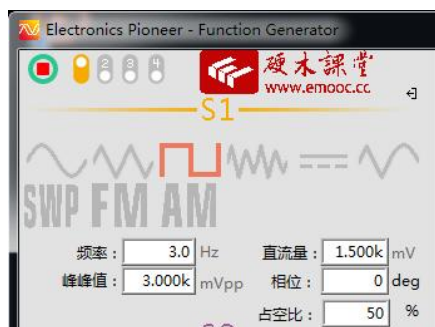 Electronics Pioneer - Function Generator
2 3 4
硬木課堂
www.emooc.cc
S1
SWP FM AM
频率： 3.0 Hz 直流量： 1.500k mV
峰峰值： 3.000k mVpp 相位： 0 deg
占空比： 50 %